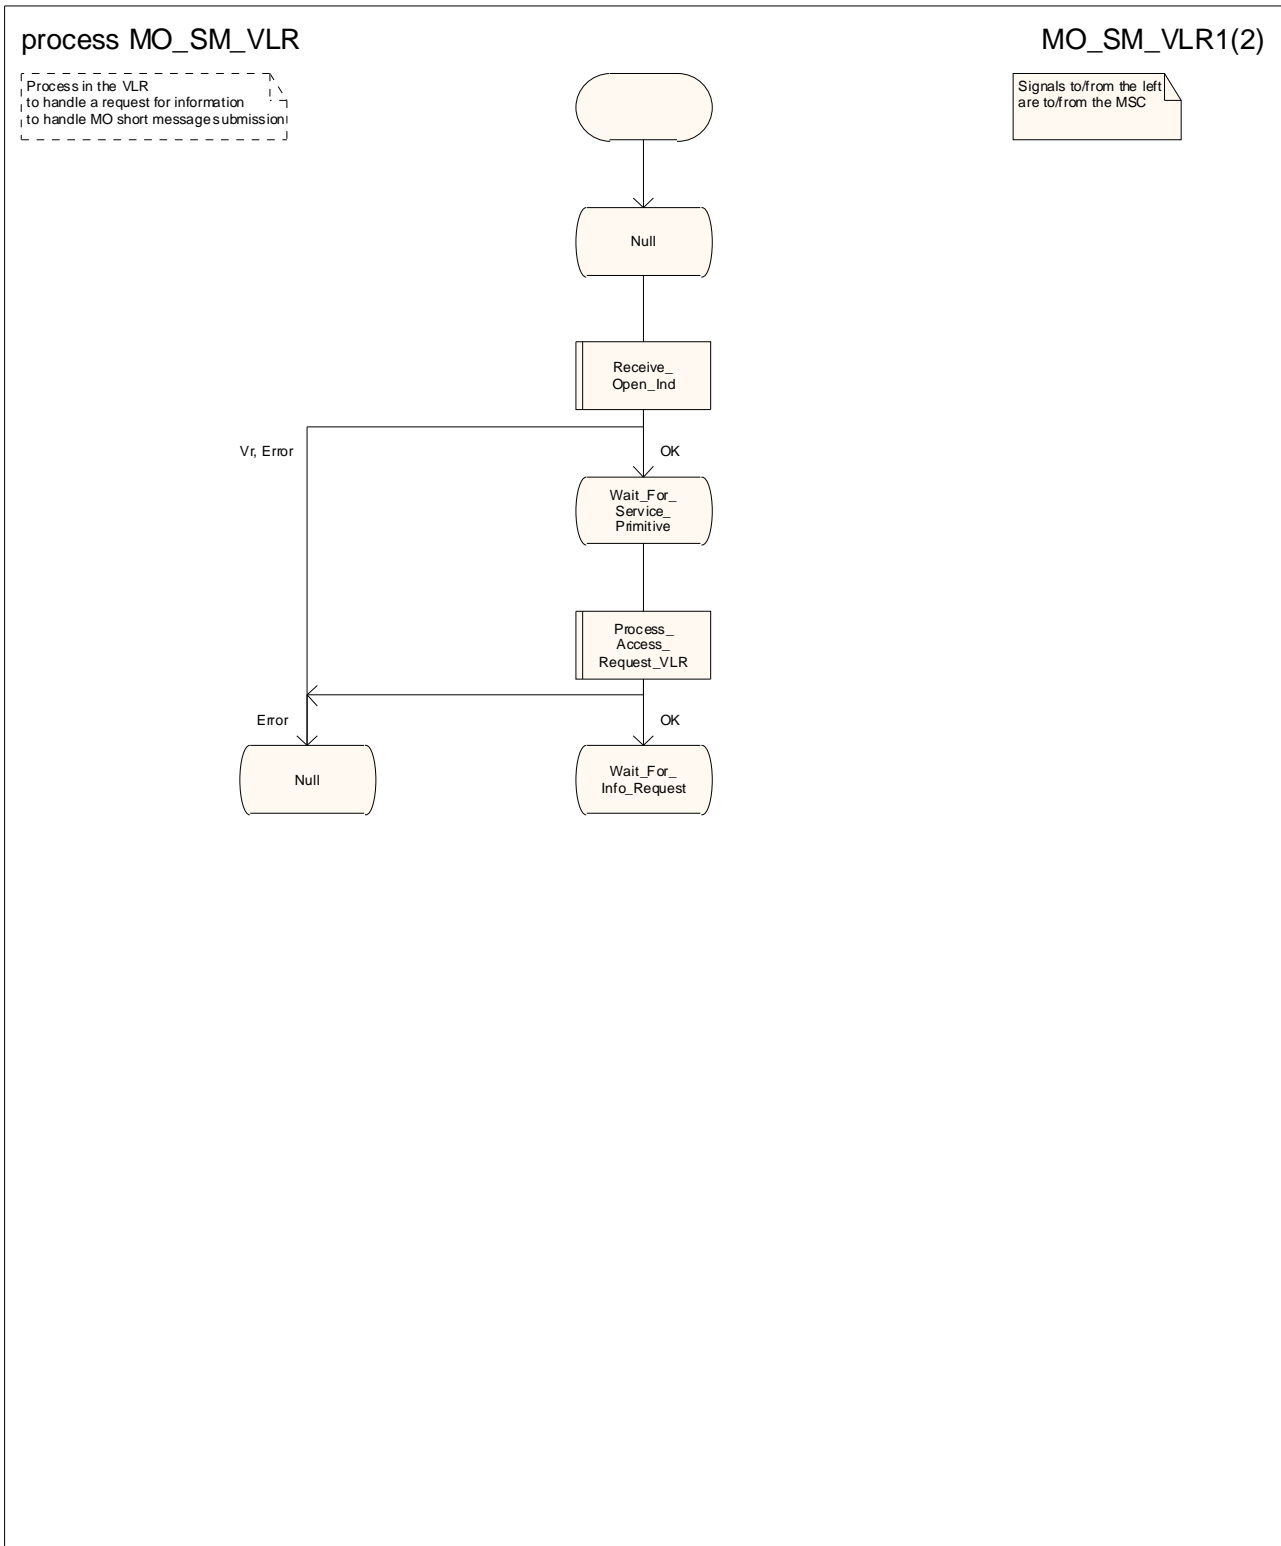 process MO_SM_VLR
MO_SM_VLR1(2)
Process in the VLR
to handle a request for information
to handle MO short message submission
Signals to/from the left
are to/from the MSC
Null
Receive_
Open_Ind
Vr, Error
OK
Wait_For_
Service_
Primitive
Process_
Access_
Request_VLR
Error
OK
Null
Wait_For_
Info_Request